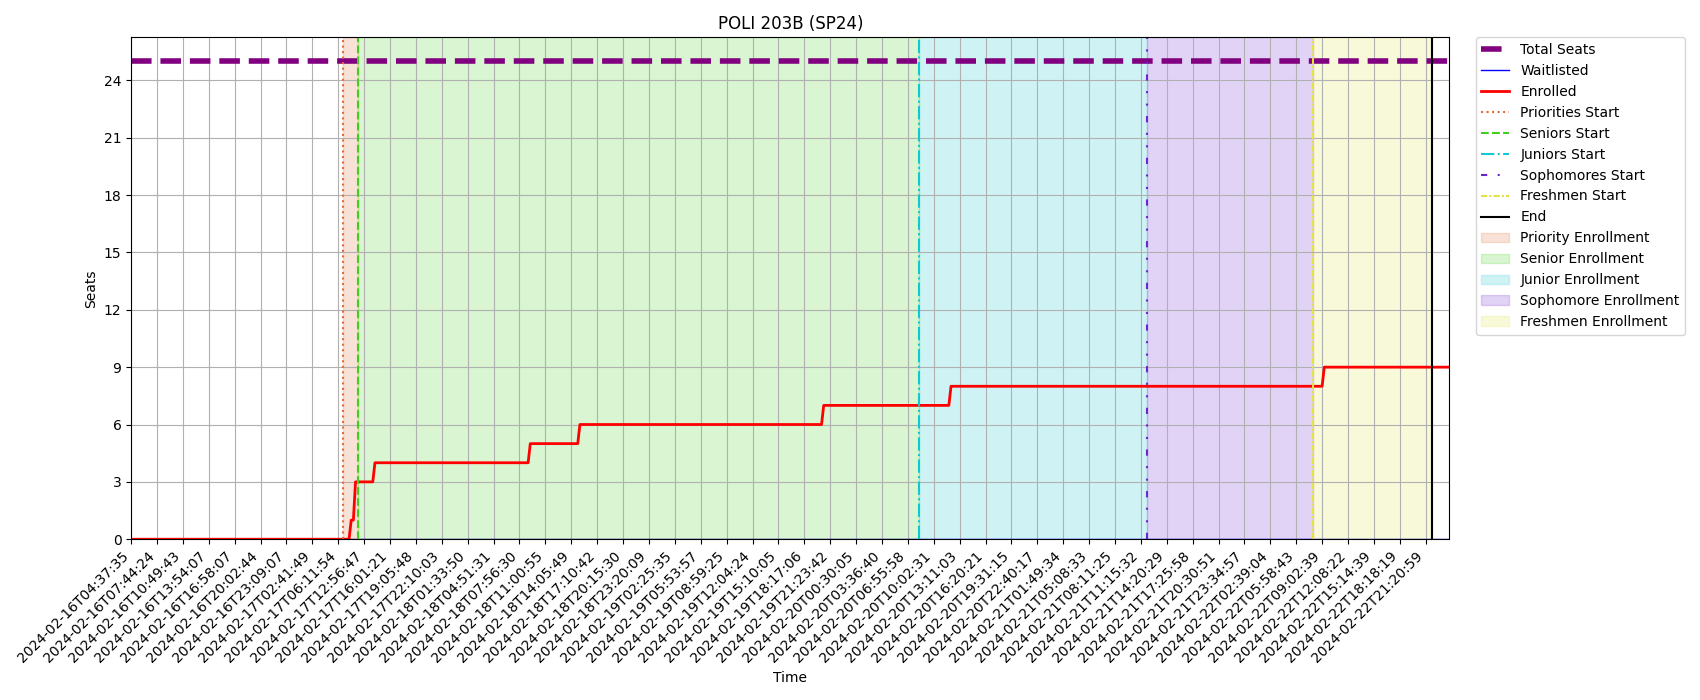 POLI 203B (SP24)
Seats
24
21
18
15
12
9
6
3
0
2024-02-16T04:37:35
2024-02-16T07:44:24
2024-02-16T10:49:43
2024-02-16T13:54:07
2024-02-16T16:58:07
2024-02-16T20:02:44
2024-02-16T23:09:07
2024-02-17T02:41:49
2024-02-17T06:11:54
2024-02-17T12:56:47
2024-02-17T16:01:21
2024-02-17T19:05:48
2024-02-17T22:10:03
2024-02-18T01:33:50
2024-02-18T04:51:31
2024-02-18T07:56:30
2024-02-18T11:00:55
2024-02-18T14:05:49
2024-02-18T17:10:42
2024-02-18T20:15:30
2024-02-18T23:20:09
2024-02-19T02:25:35
2024-02-19T05:53:57
2024-02-19T08:59:25
2024-02-19T12:04:24
2024-02-19T15:10:05
2024-02-19T18:17:06
2024-02-19T21:23:42
2024-02-20T00:30:05
2024-02-20T03:36:40
2024-02-20T06:55:58
2024-02-20T10:02:31
2024-02-20T13:11:03
2024-02-20T16:20:21
2024-02-20T19:31:15
2024-02-20T22:40:17
2024-02-21T01:49:34
2024-02-21T05:08:33
2024-02-21T08:11:25
2024-02-21T11:15:32
2024-02-21T14:20:29
2024-02-21T17:25:58
2024-02-21T20:30:51
2024-02-21T23:34:57
2024-02-22T02:39:04
2024-02-22T05:58:43
2024-02-22T09:02:39
2024-02-22T12:08:22
2024-02-22T15:14:39
2024-02-22T18:18:19
2024-02-22T21:20:59
Time
Total Seats
Waitlisted
Enrolled
Priorities Start
Seniors Start
Juniors Start
Sophomores Start
Freshmen Start
End
Priority Enrollment
Senior Enrollment
Junior Enrollment
Sophomore Enrollment
Freshmen Enrollment